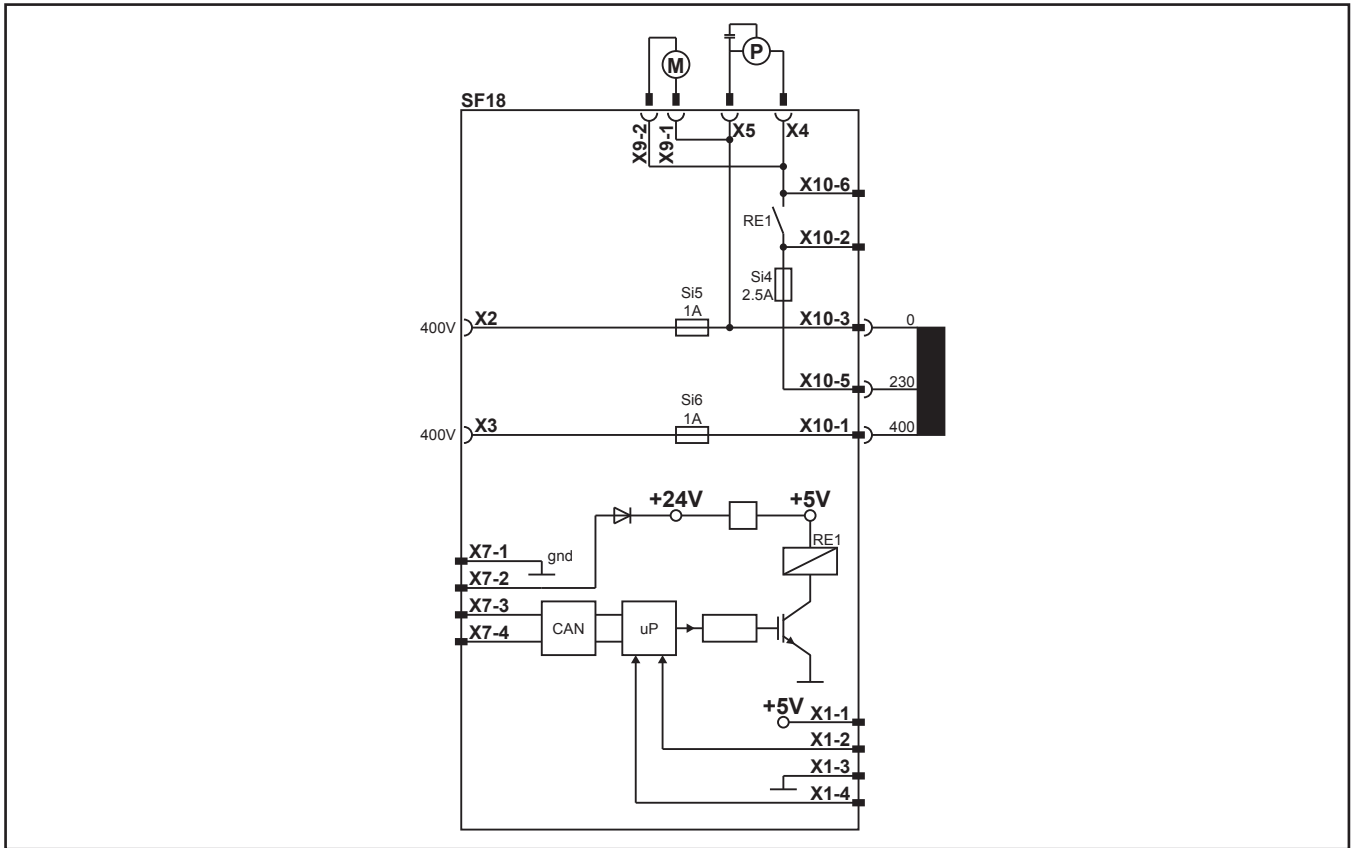 P
M
SF18
X9-2
X9-1
X5
X4
X10-6
RE1
X10-2
Si4
2.5A
Si5
1A
400V
X2
X10-3
0
X10-5
230
Si6
1A
400V
X3
X10-1
400
+24V
+5V
RE1
X7-1
gnd
X7-2
X7-3
X7-4
CAN
uP
+5V
X1-1
X1-2
X1-3
X1-4